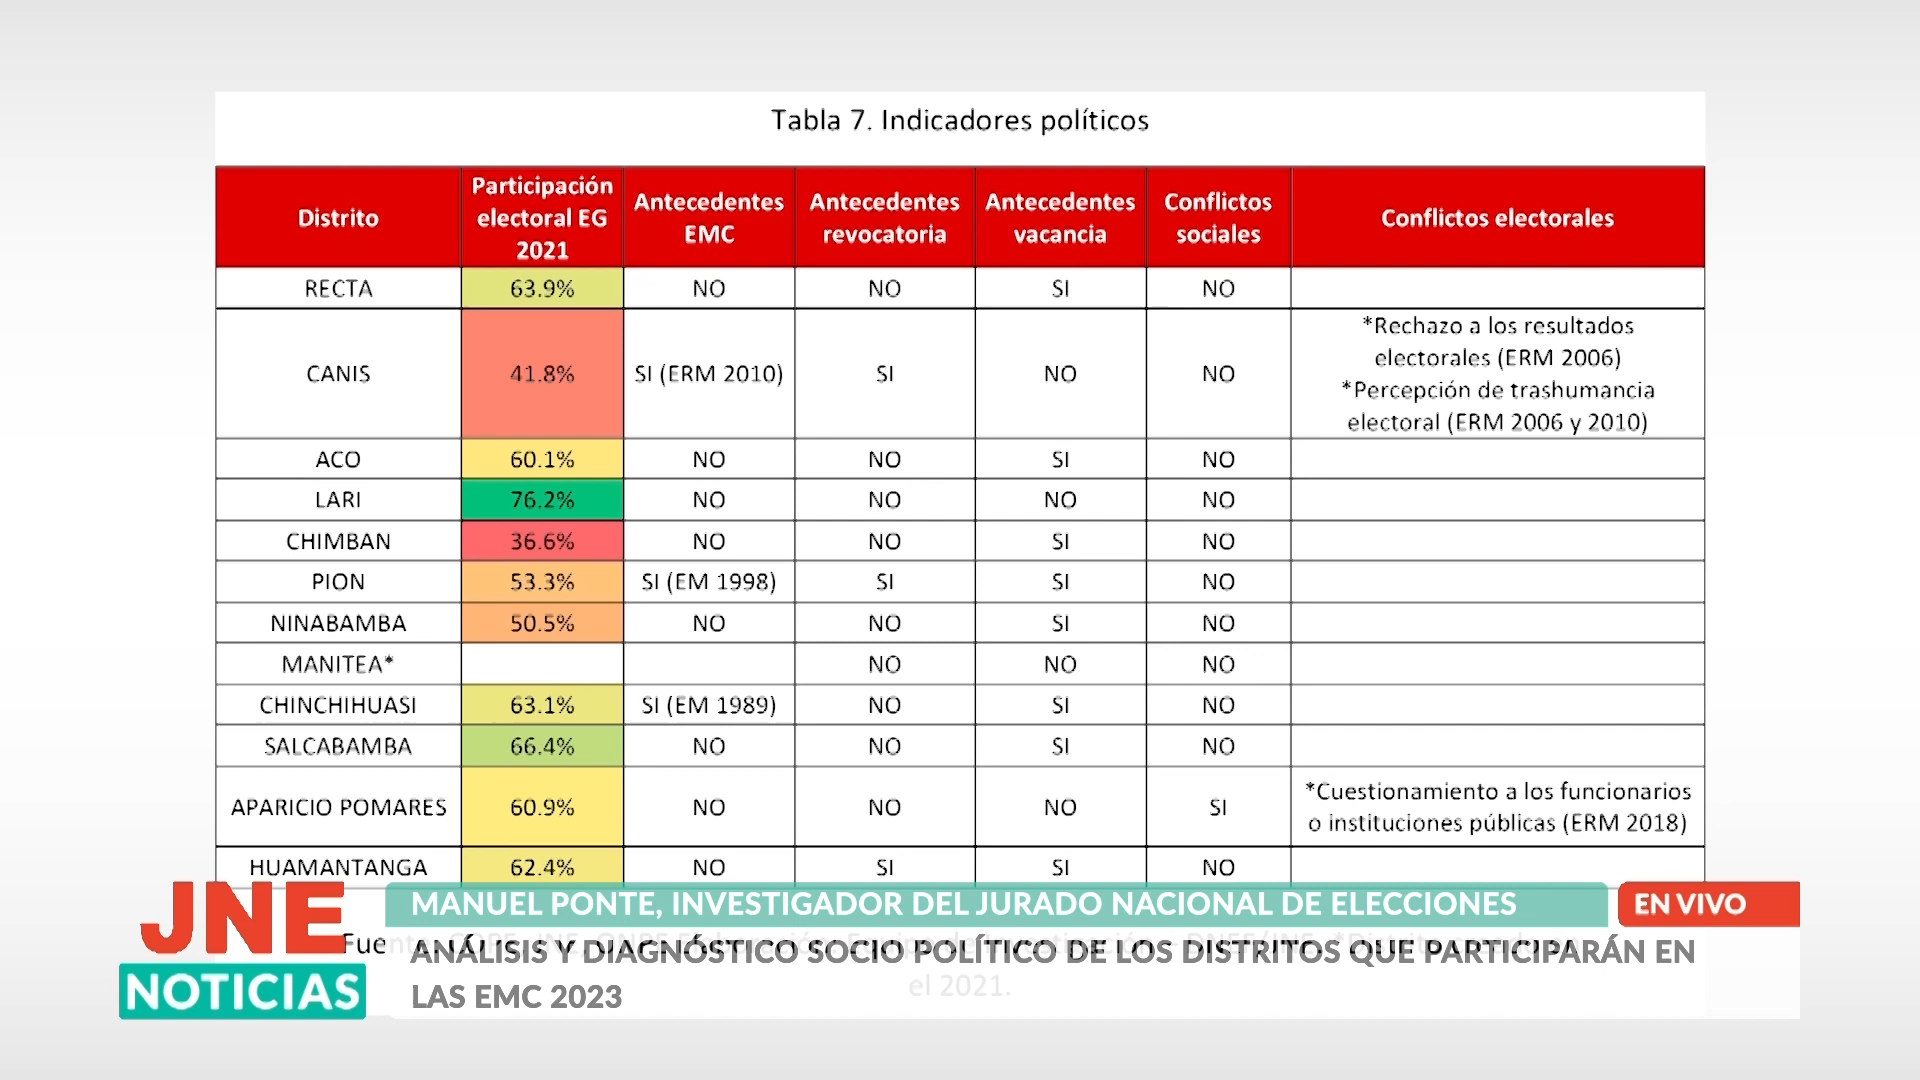 Tabla 7. Indicadores políticos
Distrito
Participación
electoral EG
2021
Antecedentes
EMC
Antecedentes
revocatoria
Antecedentes
vacancia
Conflictos
sociales
Conflictos electorales
RECTA 63.9% NO NO SI NO
CANIS 41.8% SI (ERM 2010) SI NO NO
*Rechazo a los resultados
electorales (ERM 2006)
*Percepción de trashumancia
electoral (ERM 2006 y 2010)
ACO 60.1% NO NO SI NO
LARI 76.2% NO NO NO NO
CHIMBAN 36.6% NO NO SI NO
PION 53.3% SI (EM 1998) SI SI NO
NINABAMBA 50.5% NO NO SI NO
MANITEA* NO NO NO
CHINCHIHUASI 63.1% SI (EM 1989) NO SI NO
SALCABAMBA 66.4% NO NO SI NO
APARICIO POMARES 60.9% NO NO NO SI
*Cuestionamiento a los funcionarios
o instituciones públicas (ERM 2018)
HUAMANTANGA 62.4% NO SI SI NO
JNE
NOTICIAS
MANUEL PONTE, INVESTIGADOR DEL JURADO NACIONAL DE ELECCIONES
EN VIVO
ANÁLISIS Y DIAGNÓSTICO SOCIO POLÍTICO DE LOS DISTRITOS QUE PARTICIPARÁN EN
LAS EMC 2023
el 2021.